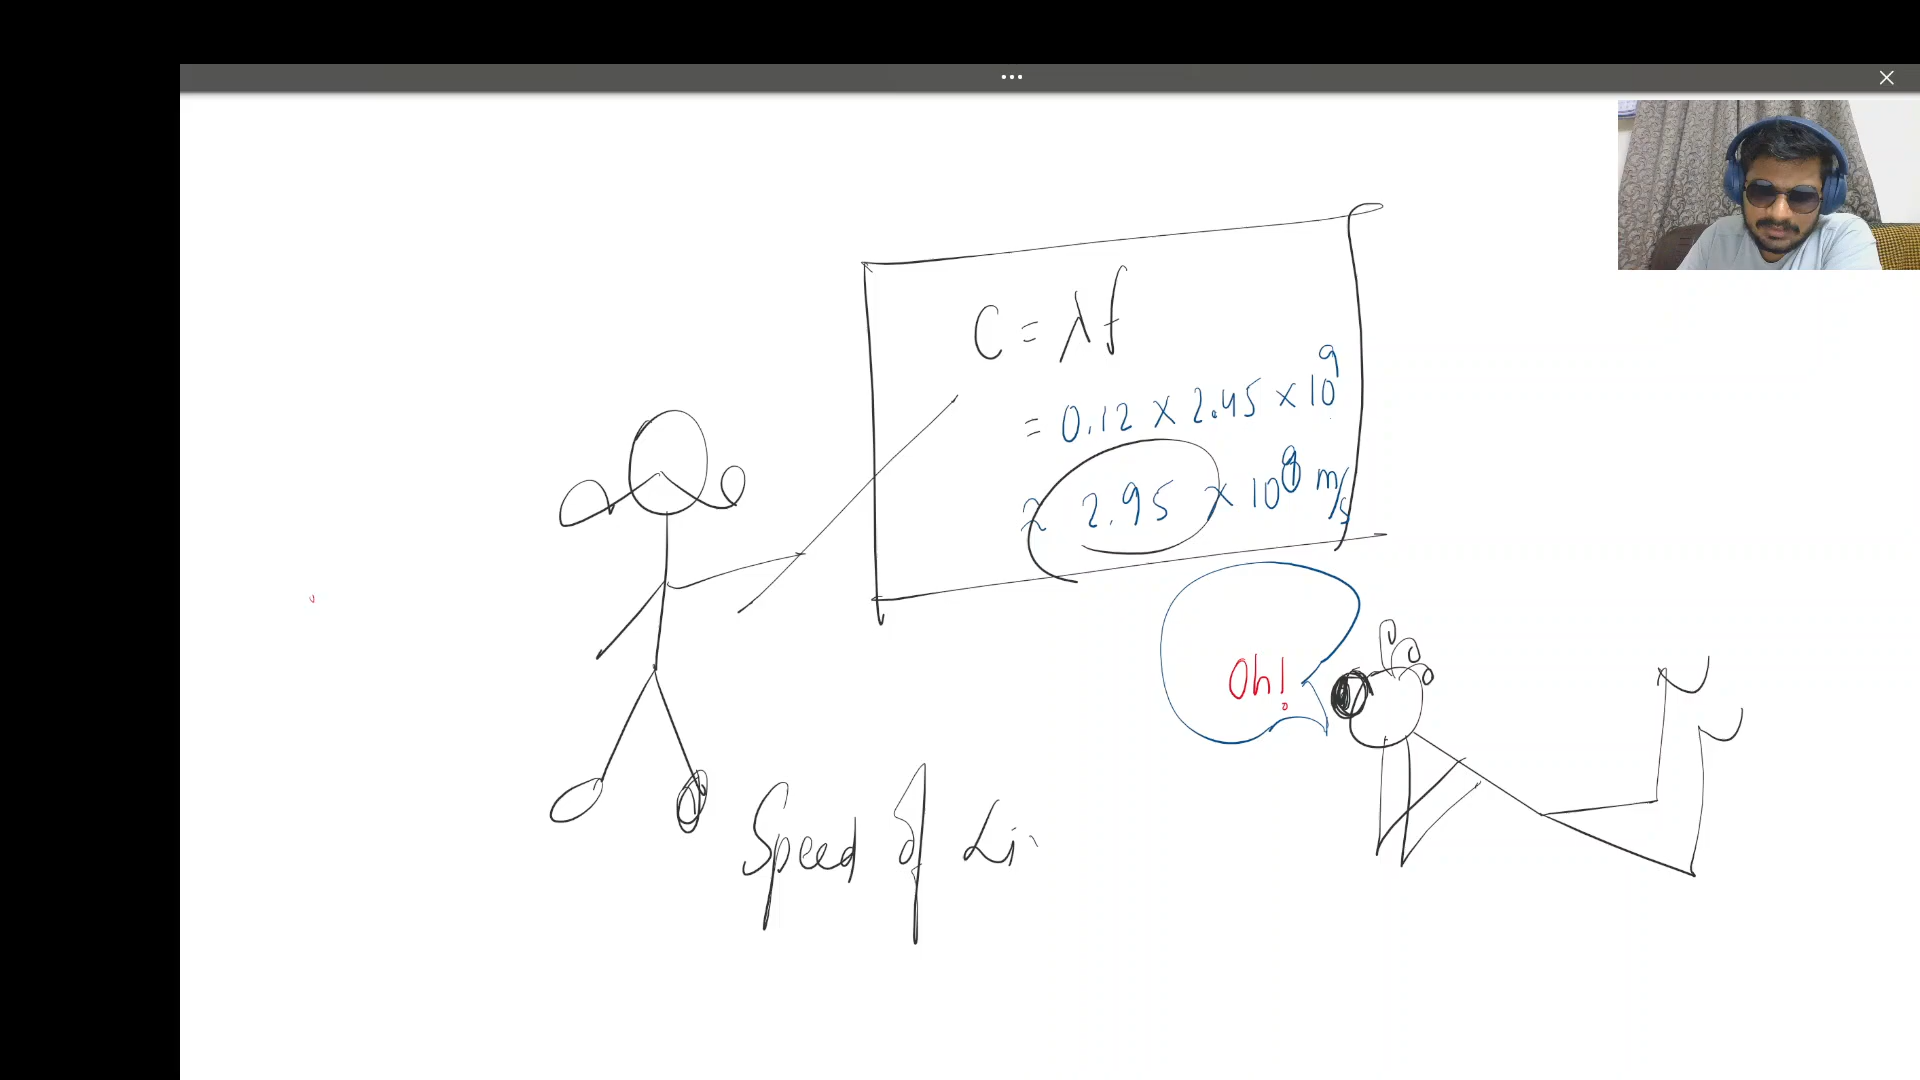 C = λf
= 0.12 × 2.45 × 10⁹
≈ 2.95 × 10⁸ m/s
Oh!
Speed of Li